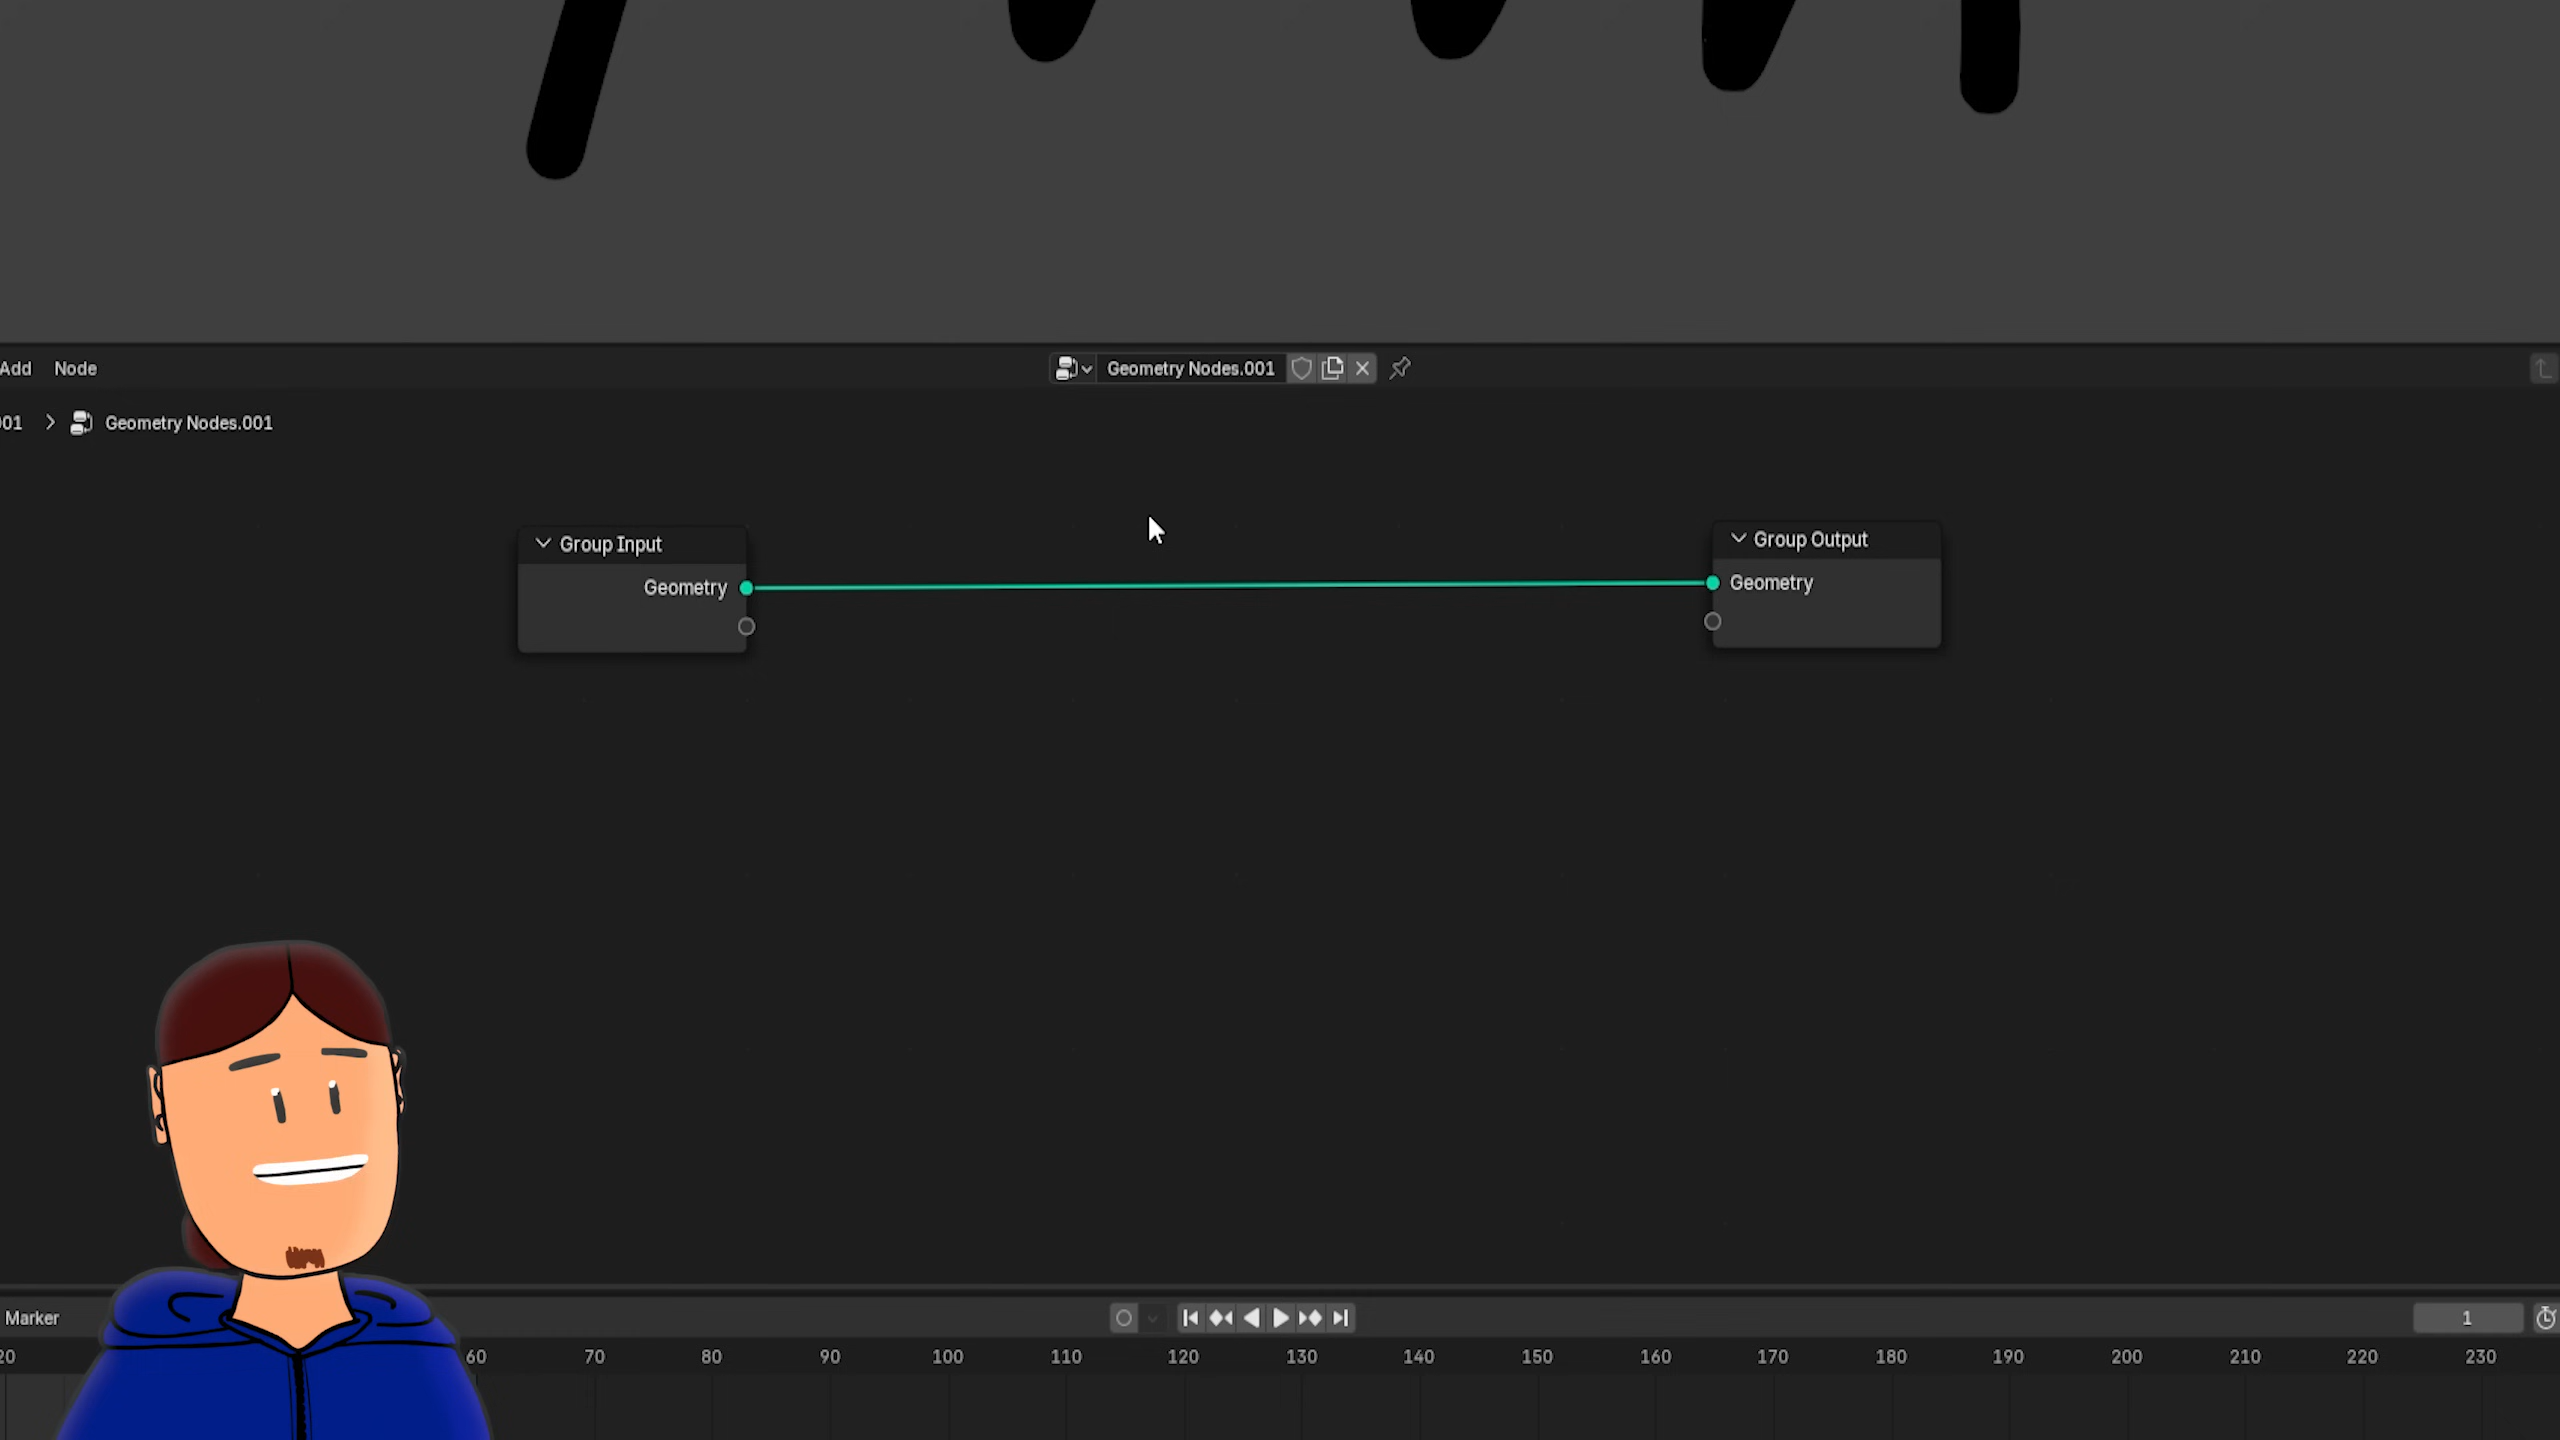 Add Node Geometry Nodes.001
001 Geometry Nodes.001
Group Input
Geometry
Group Output
Geometry
Marker 1
20 60 70 80 90 100 110 120 130 140 150 160 170 180 190 200 210 220 230